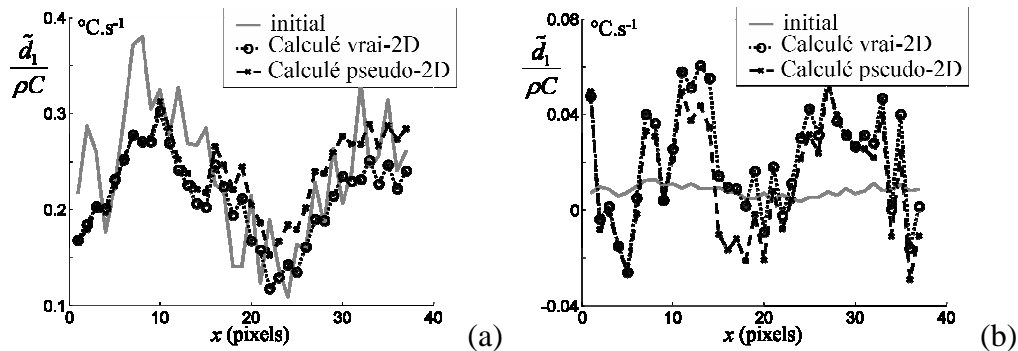 0.4
°C.s⁻¹
d̃₁
ρC
0.3
0.2
0.1
initial
Calculé vrai-2D
Calculé pseudo-2D
0 10 20 30 40
x (pixels)
(a)
0.08
°C.s⁻¹
d̃₁
ρC
0.04
0
-0.04
initial
Calculé vrai-2D
Calculé pseudo-2D
0 10 20 30 40
x (pixels)
(b)